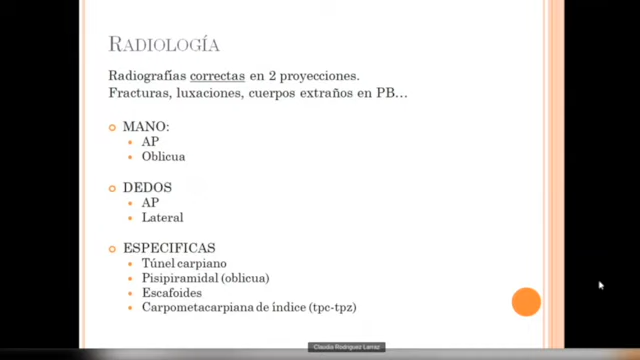 RADIOLOGÍA
Radiografías correctas en 2 proyecciones.
Fracturas, luxaciones, cuerpos extraños en PB...
MANO:
AP
Oblicua
DEDOS
AP
Lateral
ESPECIFICAS
Túnel carpiano
Pisipiramidal (oblicua)
Escafoides
Carpometacarpiana de índice (tpc-tpz)
Claudia Rodríguez Larraz